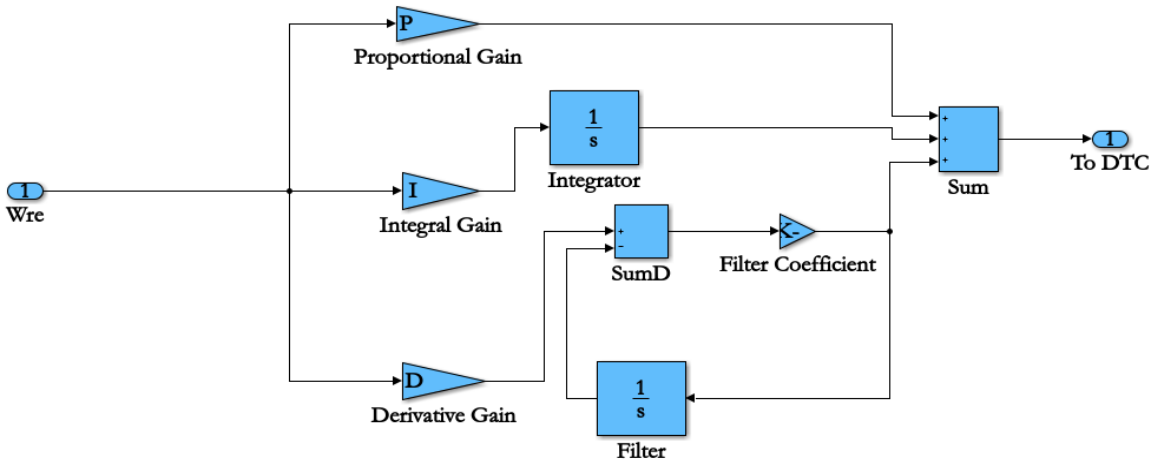 P
Proportional Gain
1
s
Integrator
+
+
+
Sum
1
To DTC
1
Wre
I
Integral Gain
+
−
SumD
K-
Filter Coefficient
D
Derivative Gain
1
s
Filter